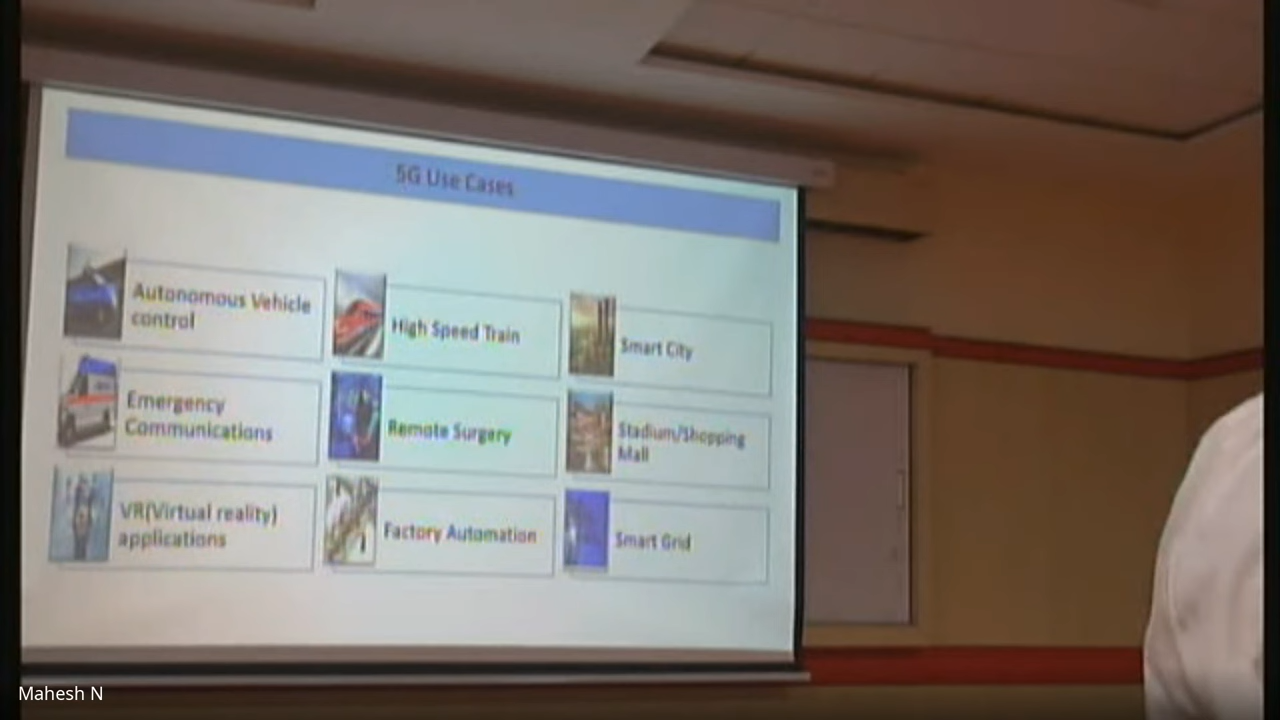 5G Use Cases
Autonomous Vehicle
control
High Speed Train
Smart City
Emergency
Communications
Remote Surgery
Stadium/Shopping
Mall
VR(Virtual reality)
applications
Factory Automation
Smart Grid
Mahesh N